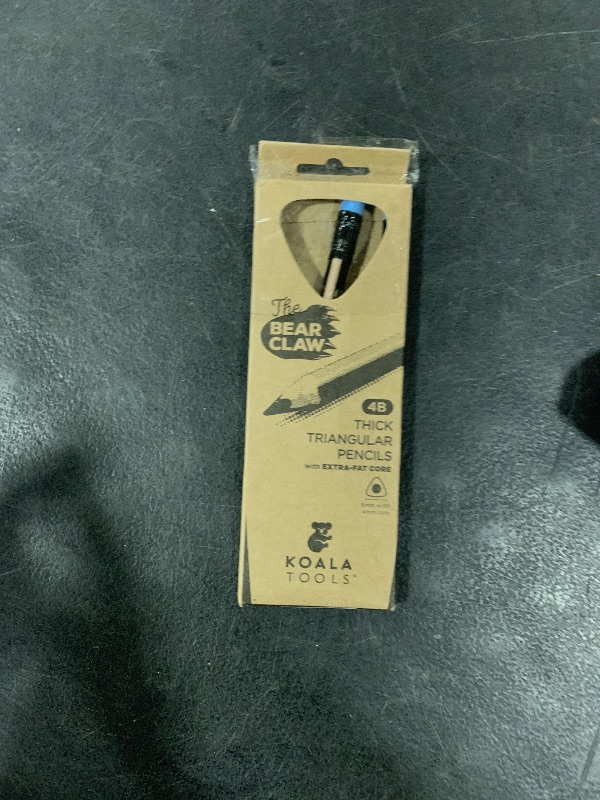 The
BEAR
CLAW
4B
THICK
TRIANGULAR
PENCILS
with EXTRA-FAT CORE
KOALA
TOOLS